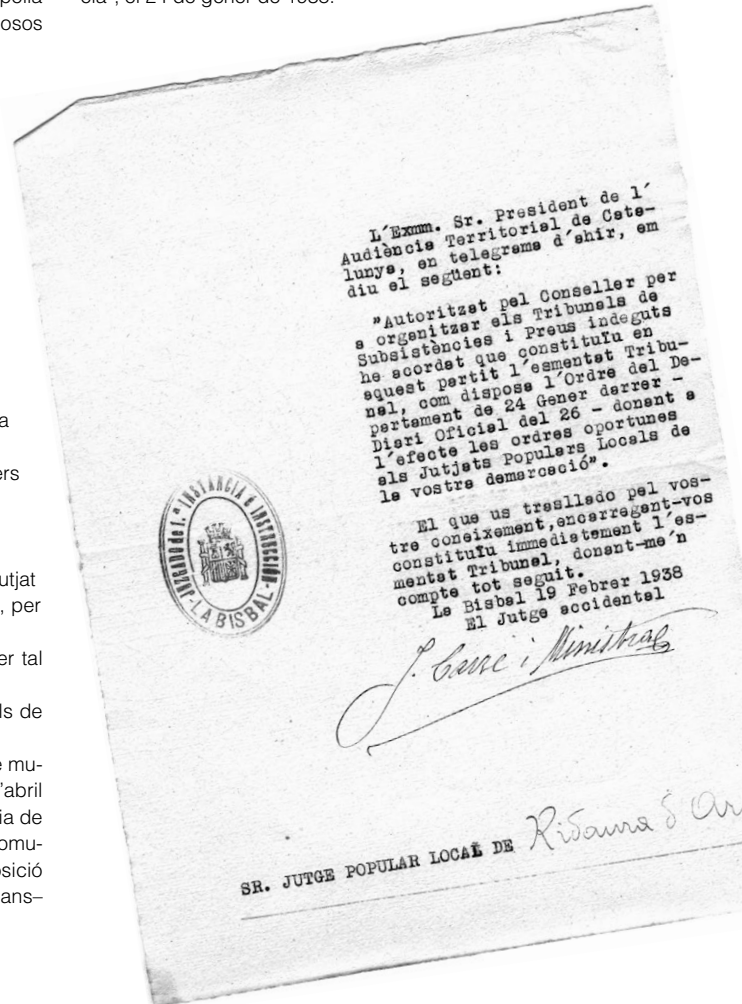 osos
a
ers
utjat
, per
er tal
ls de
e mu-
'abril
ia de
omu-
osició
ans–
L´Exmm. Sr. President de l´
Audiència Territorial de Cata-
lunya, en telegrama d´ahir, em
diu el següent:
"Autoritzat pel Conseller per
a organitzar els Tribunals de
Subsistències i Preus indeguts
he acordat que constituïu en
aquest partit l´esmentat Tribu-
nal, com disposa l´Ordre del De-
partament de 24 Gener darrer -
Diari Oficial del 26 - donant a
l´efecte les ordres oportunes
als Jutjats Populars Locals de
la vostra demarcació".
El que us trasllado pel vos-
tre coneixement,encarregant-vos
constituïu immediatament l´es-
mentat Tribunal, donant-me´n
compte tot seguit.
La Bisbal 19 Febrer 1938
El Jutge accidental
J. Carré i Ministral
JUZGADO de 1.ª INSTANCIA é INSTRUCCIÓN
-LA BISBAL-
SR. JUTGE POPULAR LOCAL DE Ridaura d'Ar